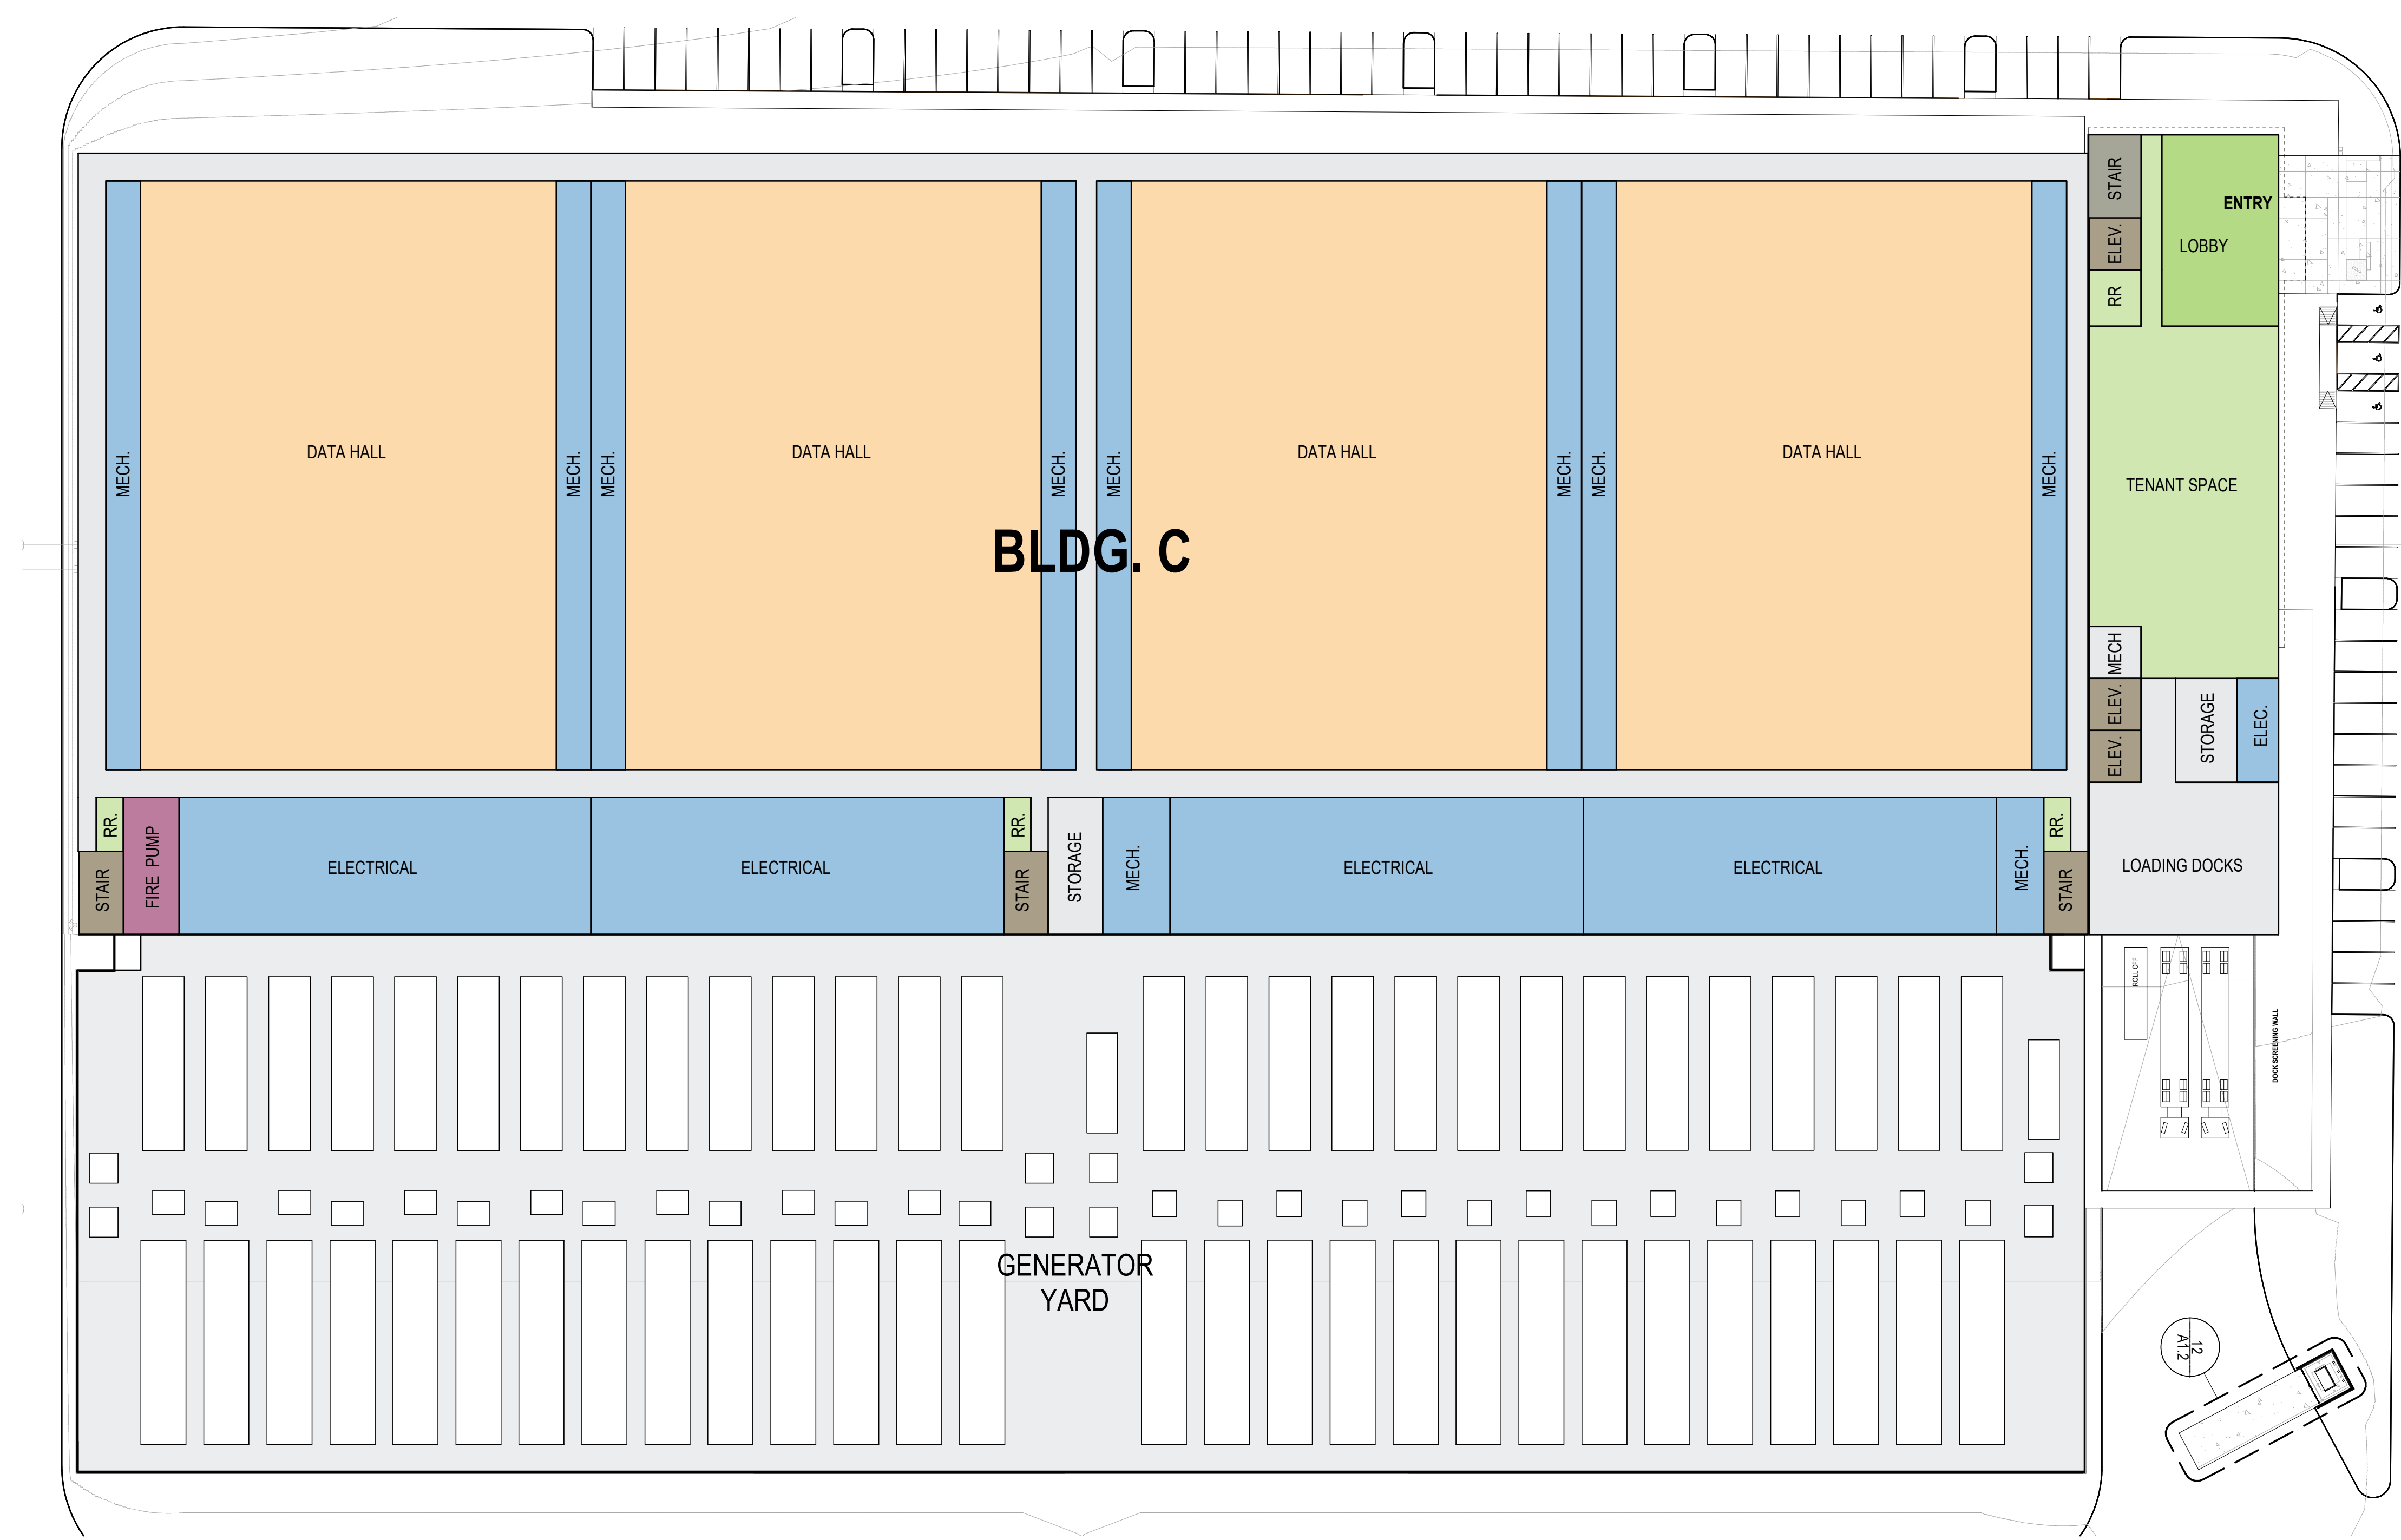 STAIR
ENTRY
ELEV.
LOBBY
RR
DATA HALL
DATA HALL
DATA HALL
DATA HALL
MECH.
MECH.
MECH.
MECH.
MECH.
MECH.
MECH.
MECH.
TENANT SPACE
BLDG. C
MECH
ELEV.
STORAGE
ELEC.
ELEV.
RR.
FIRE PUMP
STAIR
ELECTRICAL
ELECTRICAL
RR.
STAIR
STORAGE
MECH.
ELECTRICAL
ELECTRICAL
MECH.
RR.
STAIR
LOADING DOCKS
ROLL OFF
DOCK SCREENING WALL
GENERATOR
YARD
12
A1.2